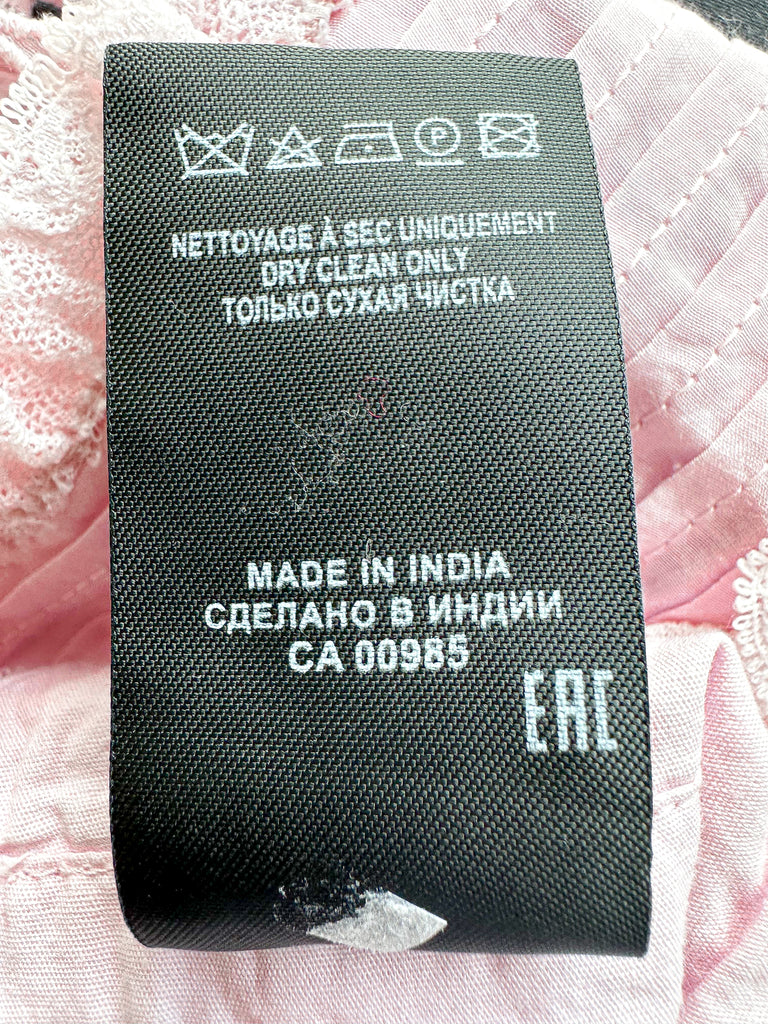 P
NETTOYAGE À SEC UNIQUEMENT
DRY CLEAN ONLY
ТОЛЬКО СУХАЯ ЧИСТКА
MADE IN INDIA
СДЕЛАНО В ИНДИИ
CA 00985
EAC